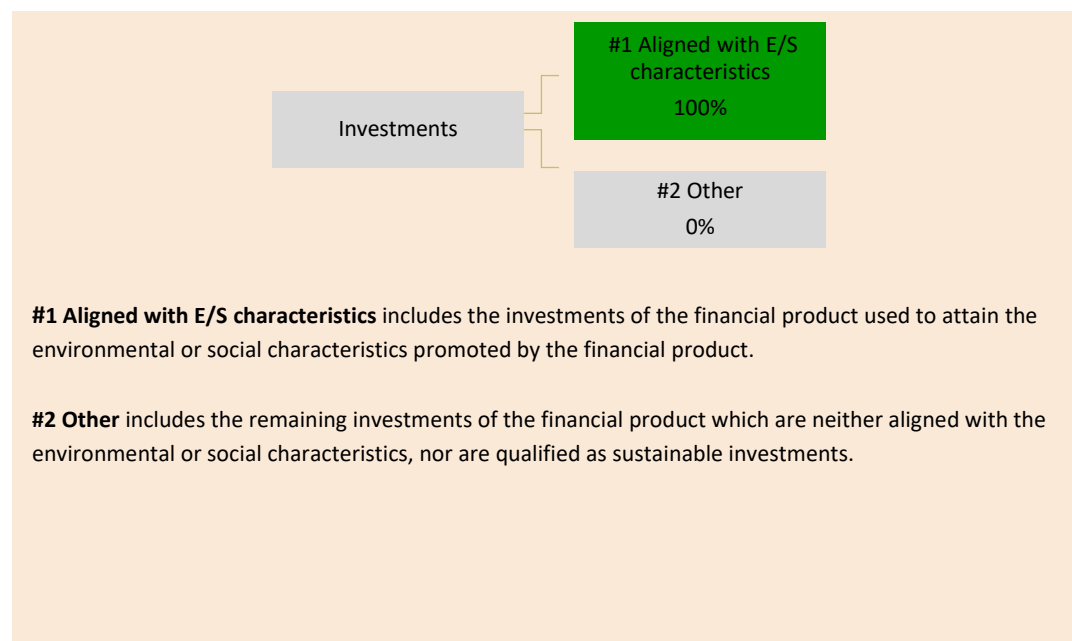 #1 Aligned with E/S
characteristics
100%
Investments
#2 Other
0%
#1 Aligned with E/S characteristics includes the investments of the financial product used to attain the
environmental or social characteristics promoted by the financial product.
#2 Other includes the remaining investments of the financial product which are neither aligned with the
environmental or social characteristics, nor are qualified as sustainable investments.